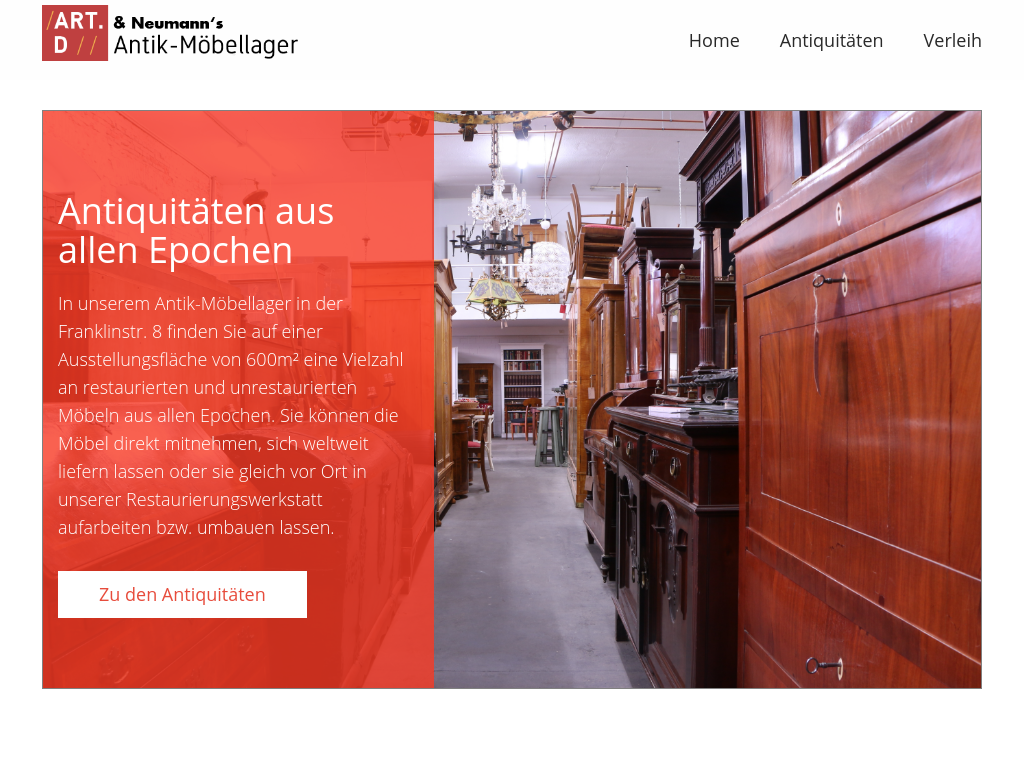 /ART. & Neumann's
D // Antik-Möbellager
Home Antiquitäten Verleih
Antiquitäten aus
allen Epochen
In unserem Antik-Möbellager in der
Franklinstr. 8 finden Sie auf einer
Ausstellungsfläche von 600m² eine Vielzahl
an restaurierten und unrestaurierten
Möbeln aus allen Epochen. Sie können die
Möbel direkt mitnehmen, sich weltweit
liefern lassen oder sie gleich vor Ort in
unserer Restaurierungswerkstatt
aufarbeiten bzw. umbauen lassen.
Zu den Antiquitäten